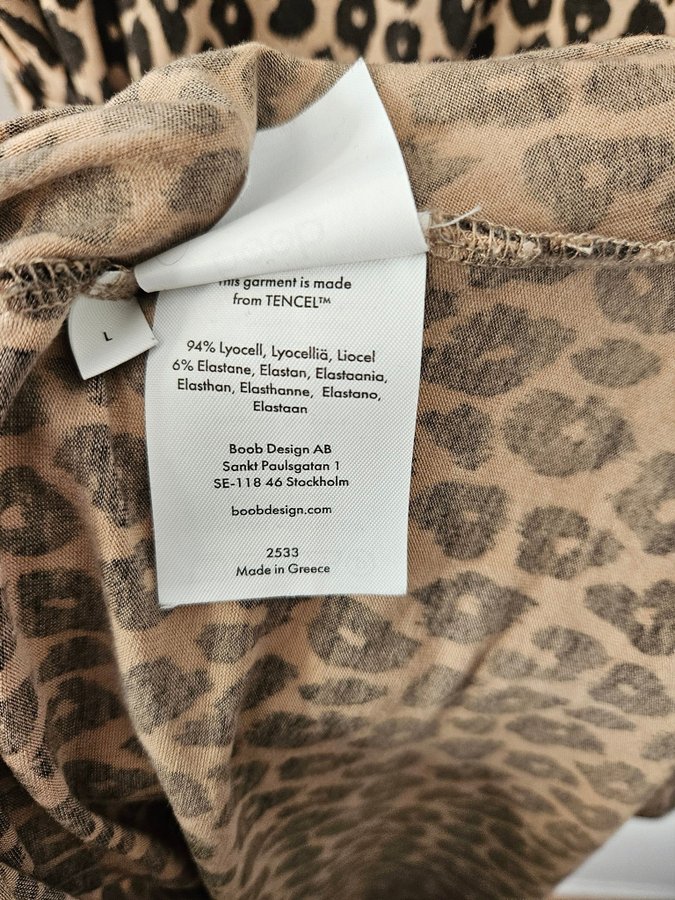 This garment is made
from TENCEL™
L
94% Lyocell, Lyocelliä, Liocel
6% Elastane, Elastan, Elastaania,
Elasthan, Elasthanne, Elastano,
Elastaan
Boob Design AB
Sankt Paulsgatan 1
SE-118 46 Stockholm
boobdesign.com
2533
Made in Greece